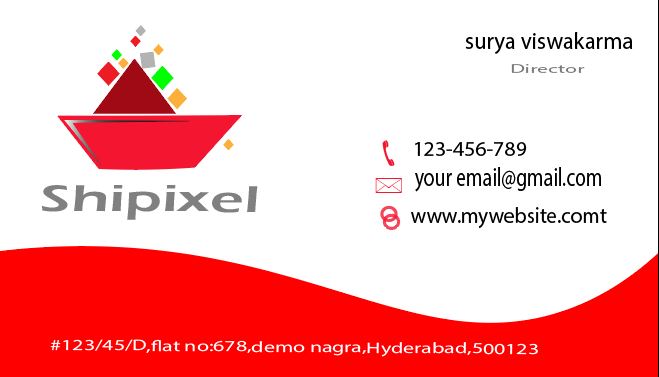 surya viswakarma
Director
123-456-789
your email@gmail.com
www.mywebsite.comt
Shipixel
#123/45/D,flat no:678,demo nagra,Hyderabad,500123